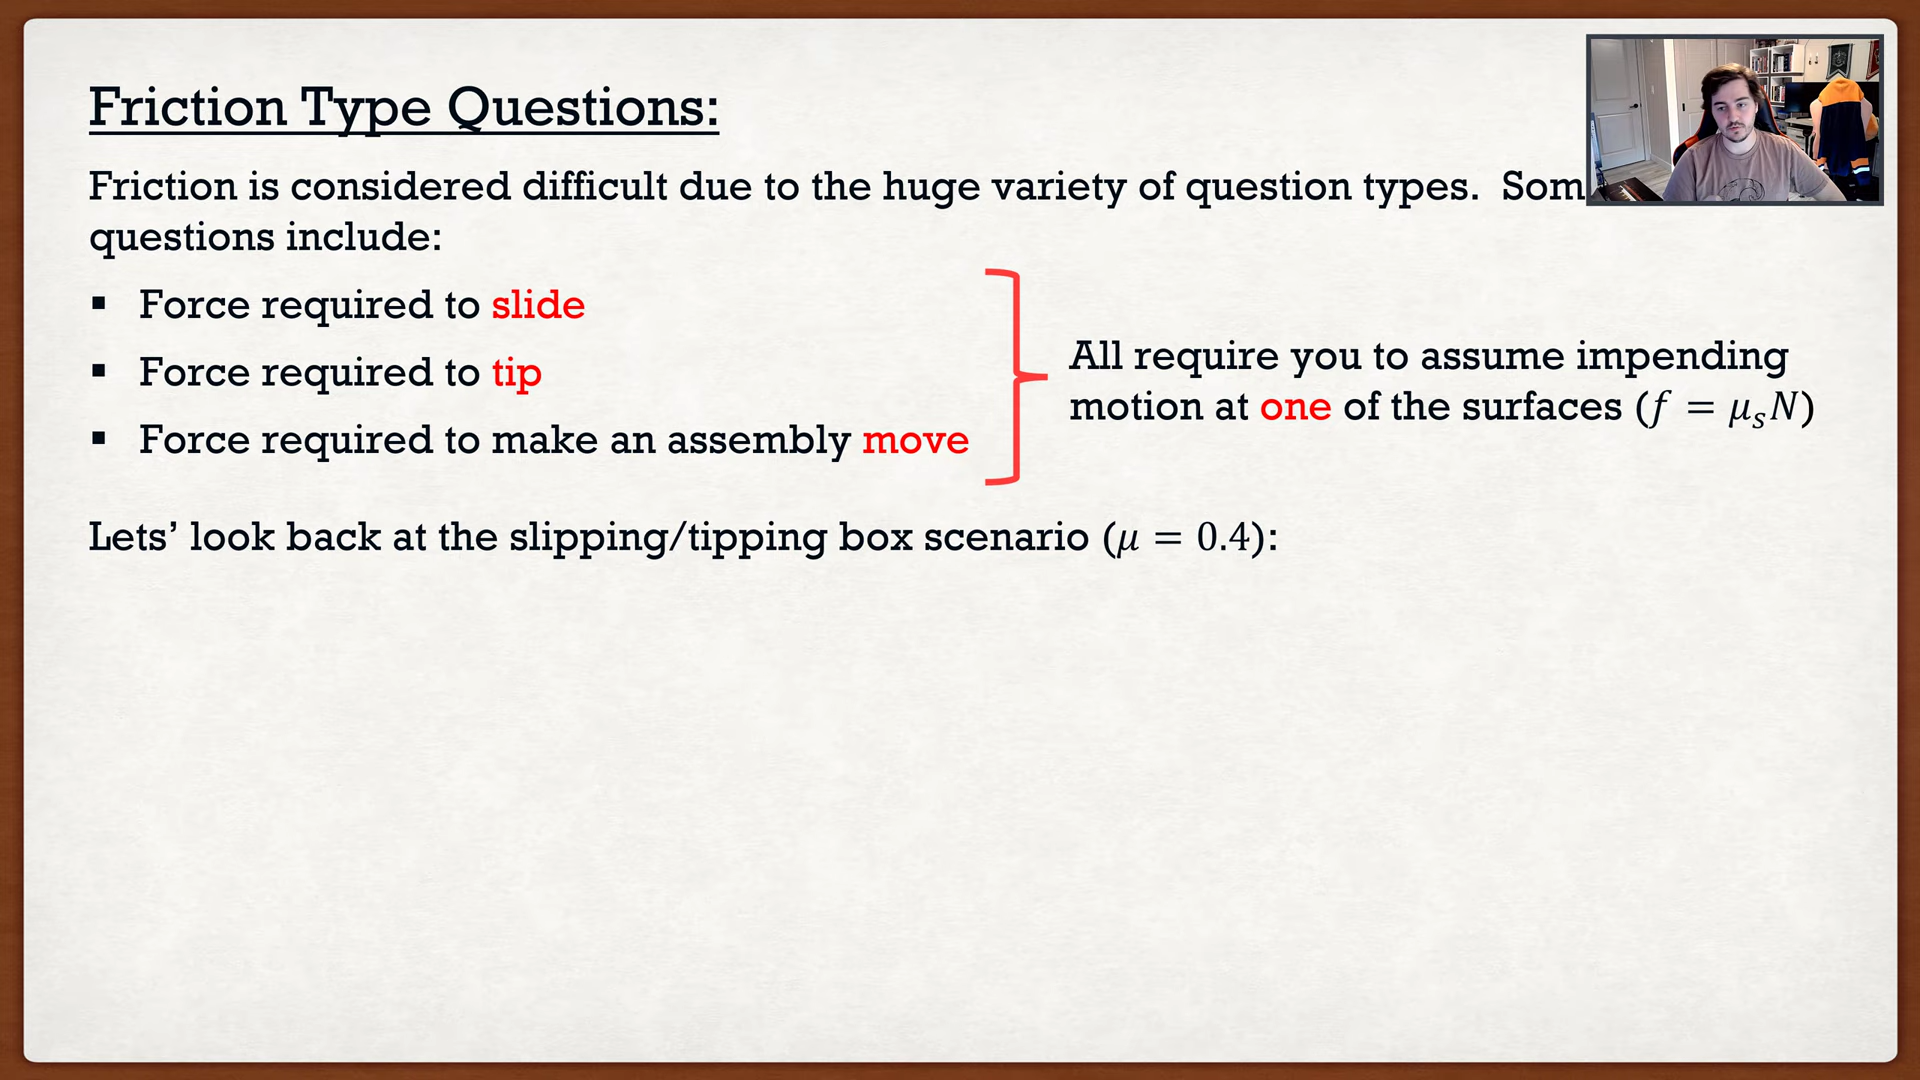 Friction Type Questions:
Friction is considered difficult due to the huge variety of question types. Som
questions include:
▪ Force required to slide
▪ Force required to tip
▪ Force required to make an assembly move
All require you to assume impending
motion at one of the surfaces (𝑓 = 𝜇ₛ𝑁)
Lets’ look back at the slipping/tipping box scenario (𝜇 = 0.4):